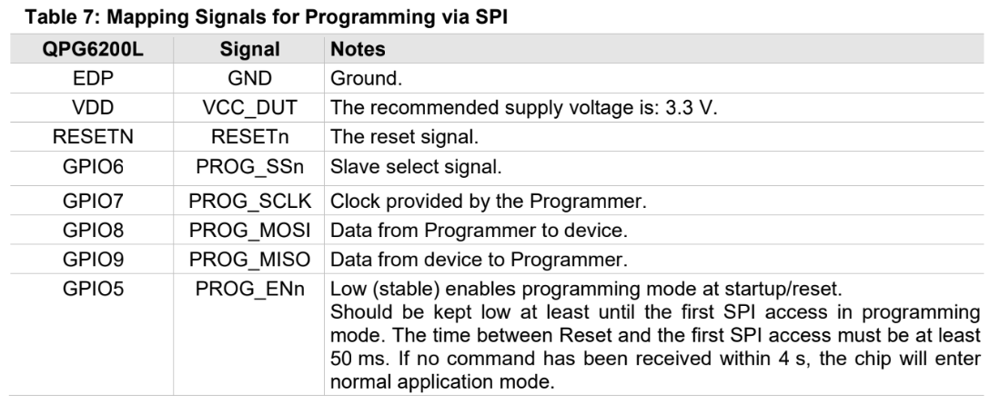 Table 7: Mapping Signals for Programming via SPI
QPG6200L Signal Notes
EDP GND Ground.
VDD VCC_DUT The recommended supply voltage is: 3.3 V.
RESETN RESETn The reset signal.
GPIO6 PROG_SSn Slave select signal.
GPIO7 PROG_SCLK Clock provided by the Programmer.
GPIO8 PROG_MOSI Data from Programmer to device.
GPIO9 PROG_MISO Data from device to Programmer.
GPIO5 PROG_ENn Low (stable) enables programming mode at startup/reset.
Should be kept low at least until the first SPI access in programming
mode. The time between Reset and the first SPI access must be at least
50 ms. If no command has been received within 4 s, the chip will enter
normal application mode.